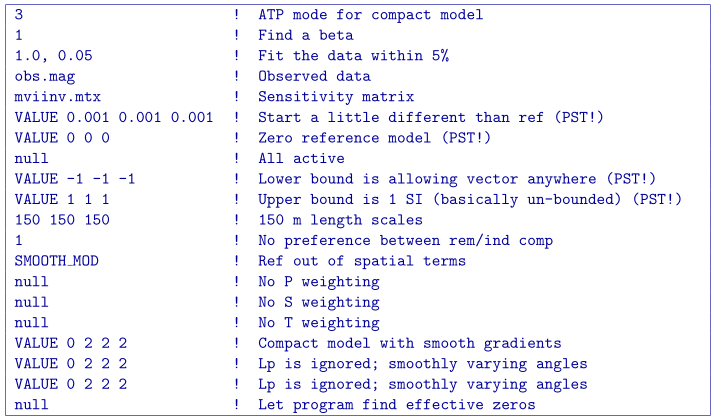 3 ! ATP mode for compact model
1 ! Find a beta
1.0, 0.05 ! Fit the data within 5%
obs.mag ! Observed data
mviinv.mtx ! Sensitivity matrix
VALUE 0.001 0.001 0.001 ! Start a little different than ref (PST!)
VALUE 0 0 0 ! Zero reference model (PST!)
null ! All active
VALUE -1 -1 -1 ! Lower bound is allowing vector anywhere (PST!)
VALUE 1 1 1 ! Upper bound is 1 SI (basically un-bounded) (PST!)
150 150 150 ! 150 m length scales
1 ! No preference between rem/ind comp
SMOOTH_MOD ! Ref out of spatial terms
null ! No P weighting
null ! No S weighting
null ! No T weighting
VALUE 0 2 2 2 ! Compact model with smooth gradients
VALUE 0 2 2 2 ! Lp is ignored; smoothly varying angles
VALUE 0 2 2 2 ! Lp is ignored; smoothly varying angles
null ! Let program find effective zeros